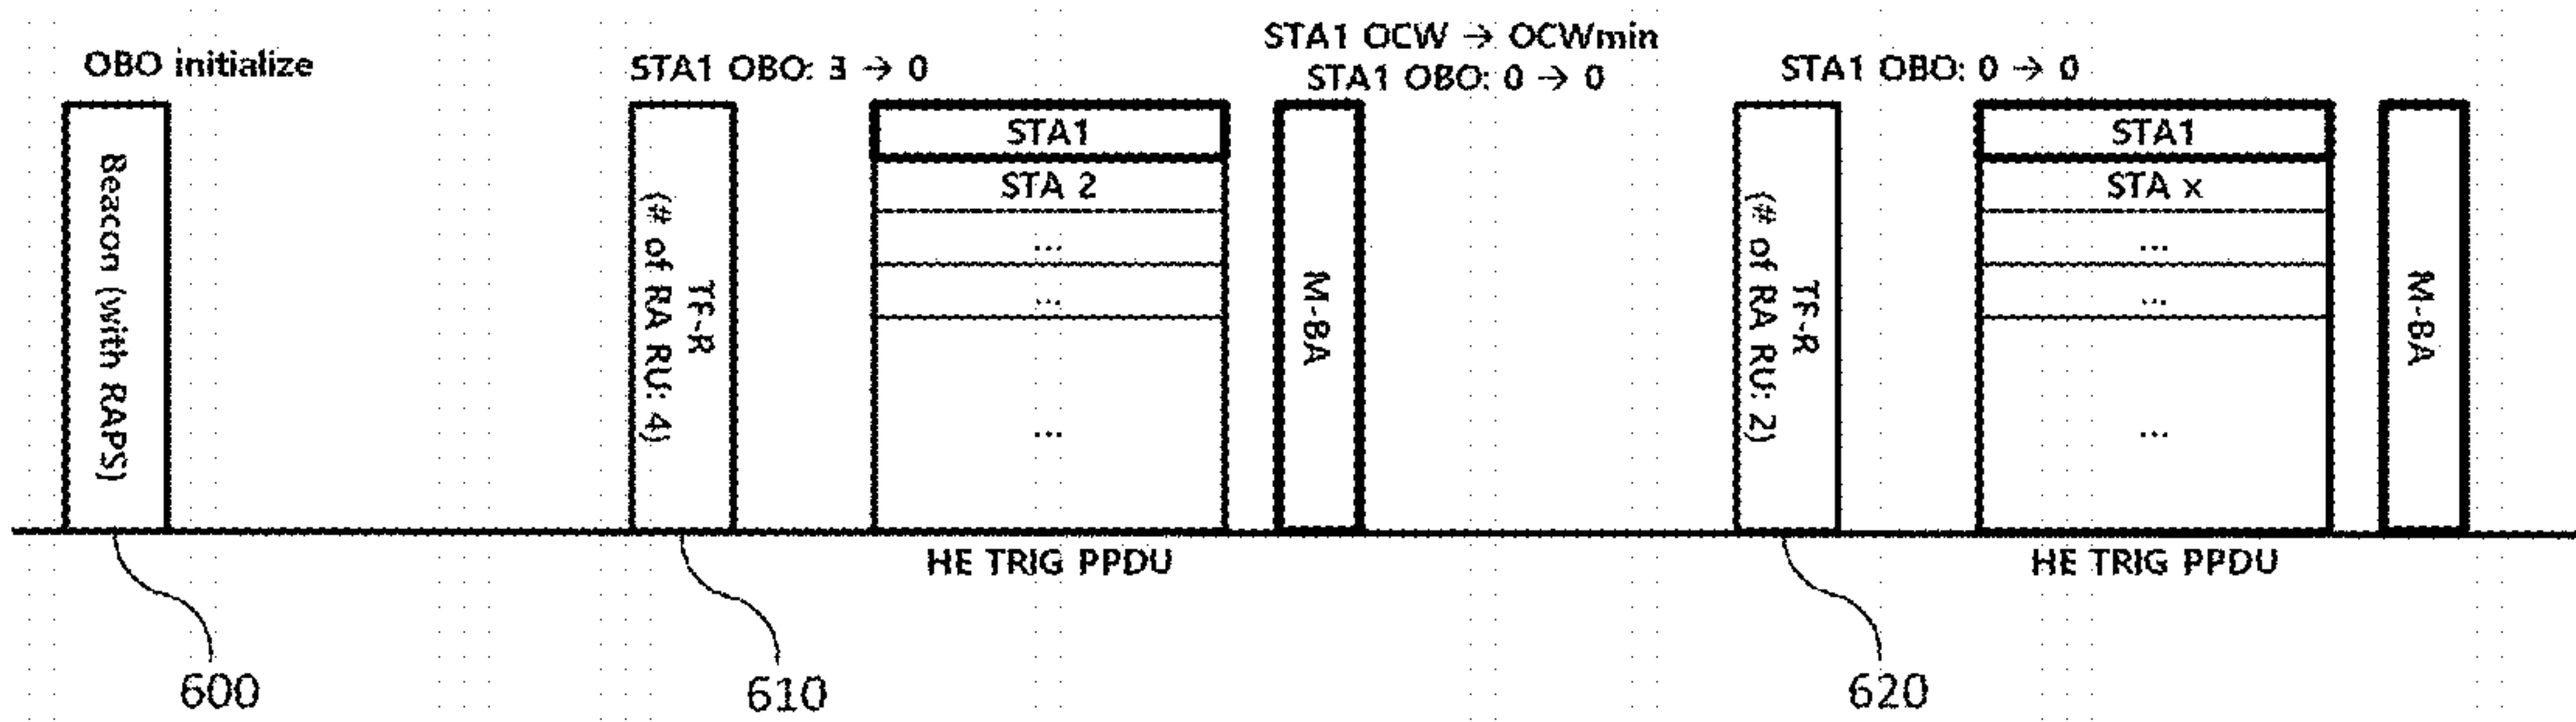 OBO initialize
Beacon (with RAPS)
600
STA1 OBO: 3 → 0
TF-R
(# of RA RU: 4)
610
STA1
STA 2
...
...
...
HE TRIG PPDU
STA1 OCW → OCWmin
STA1 OBO: 0 → 0
M-BA
STA1 OBO: 0 → 0
TF-R
(# of RA RU: 2)
620
STA1
STA x
...
...
...
HE TRIG PPDU
M-BA